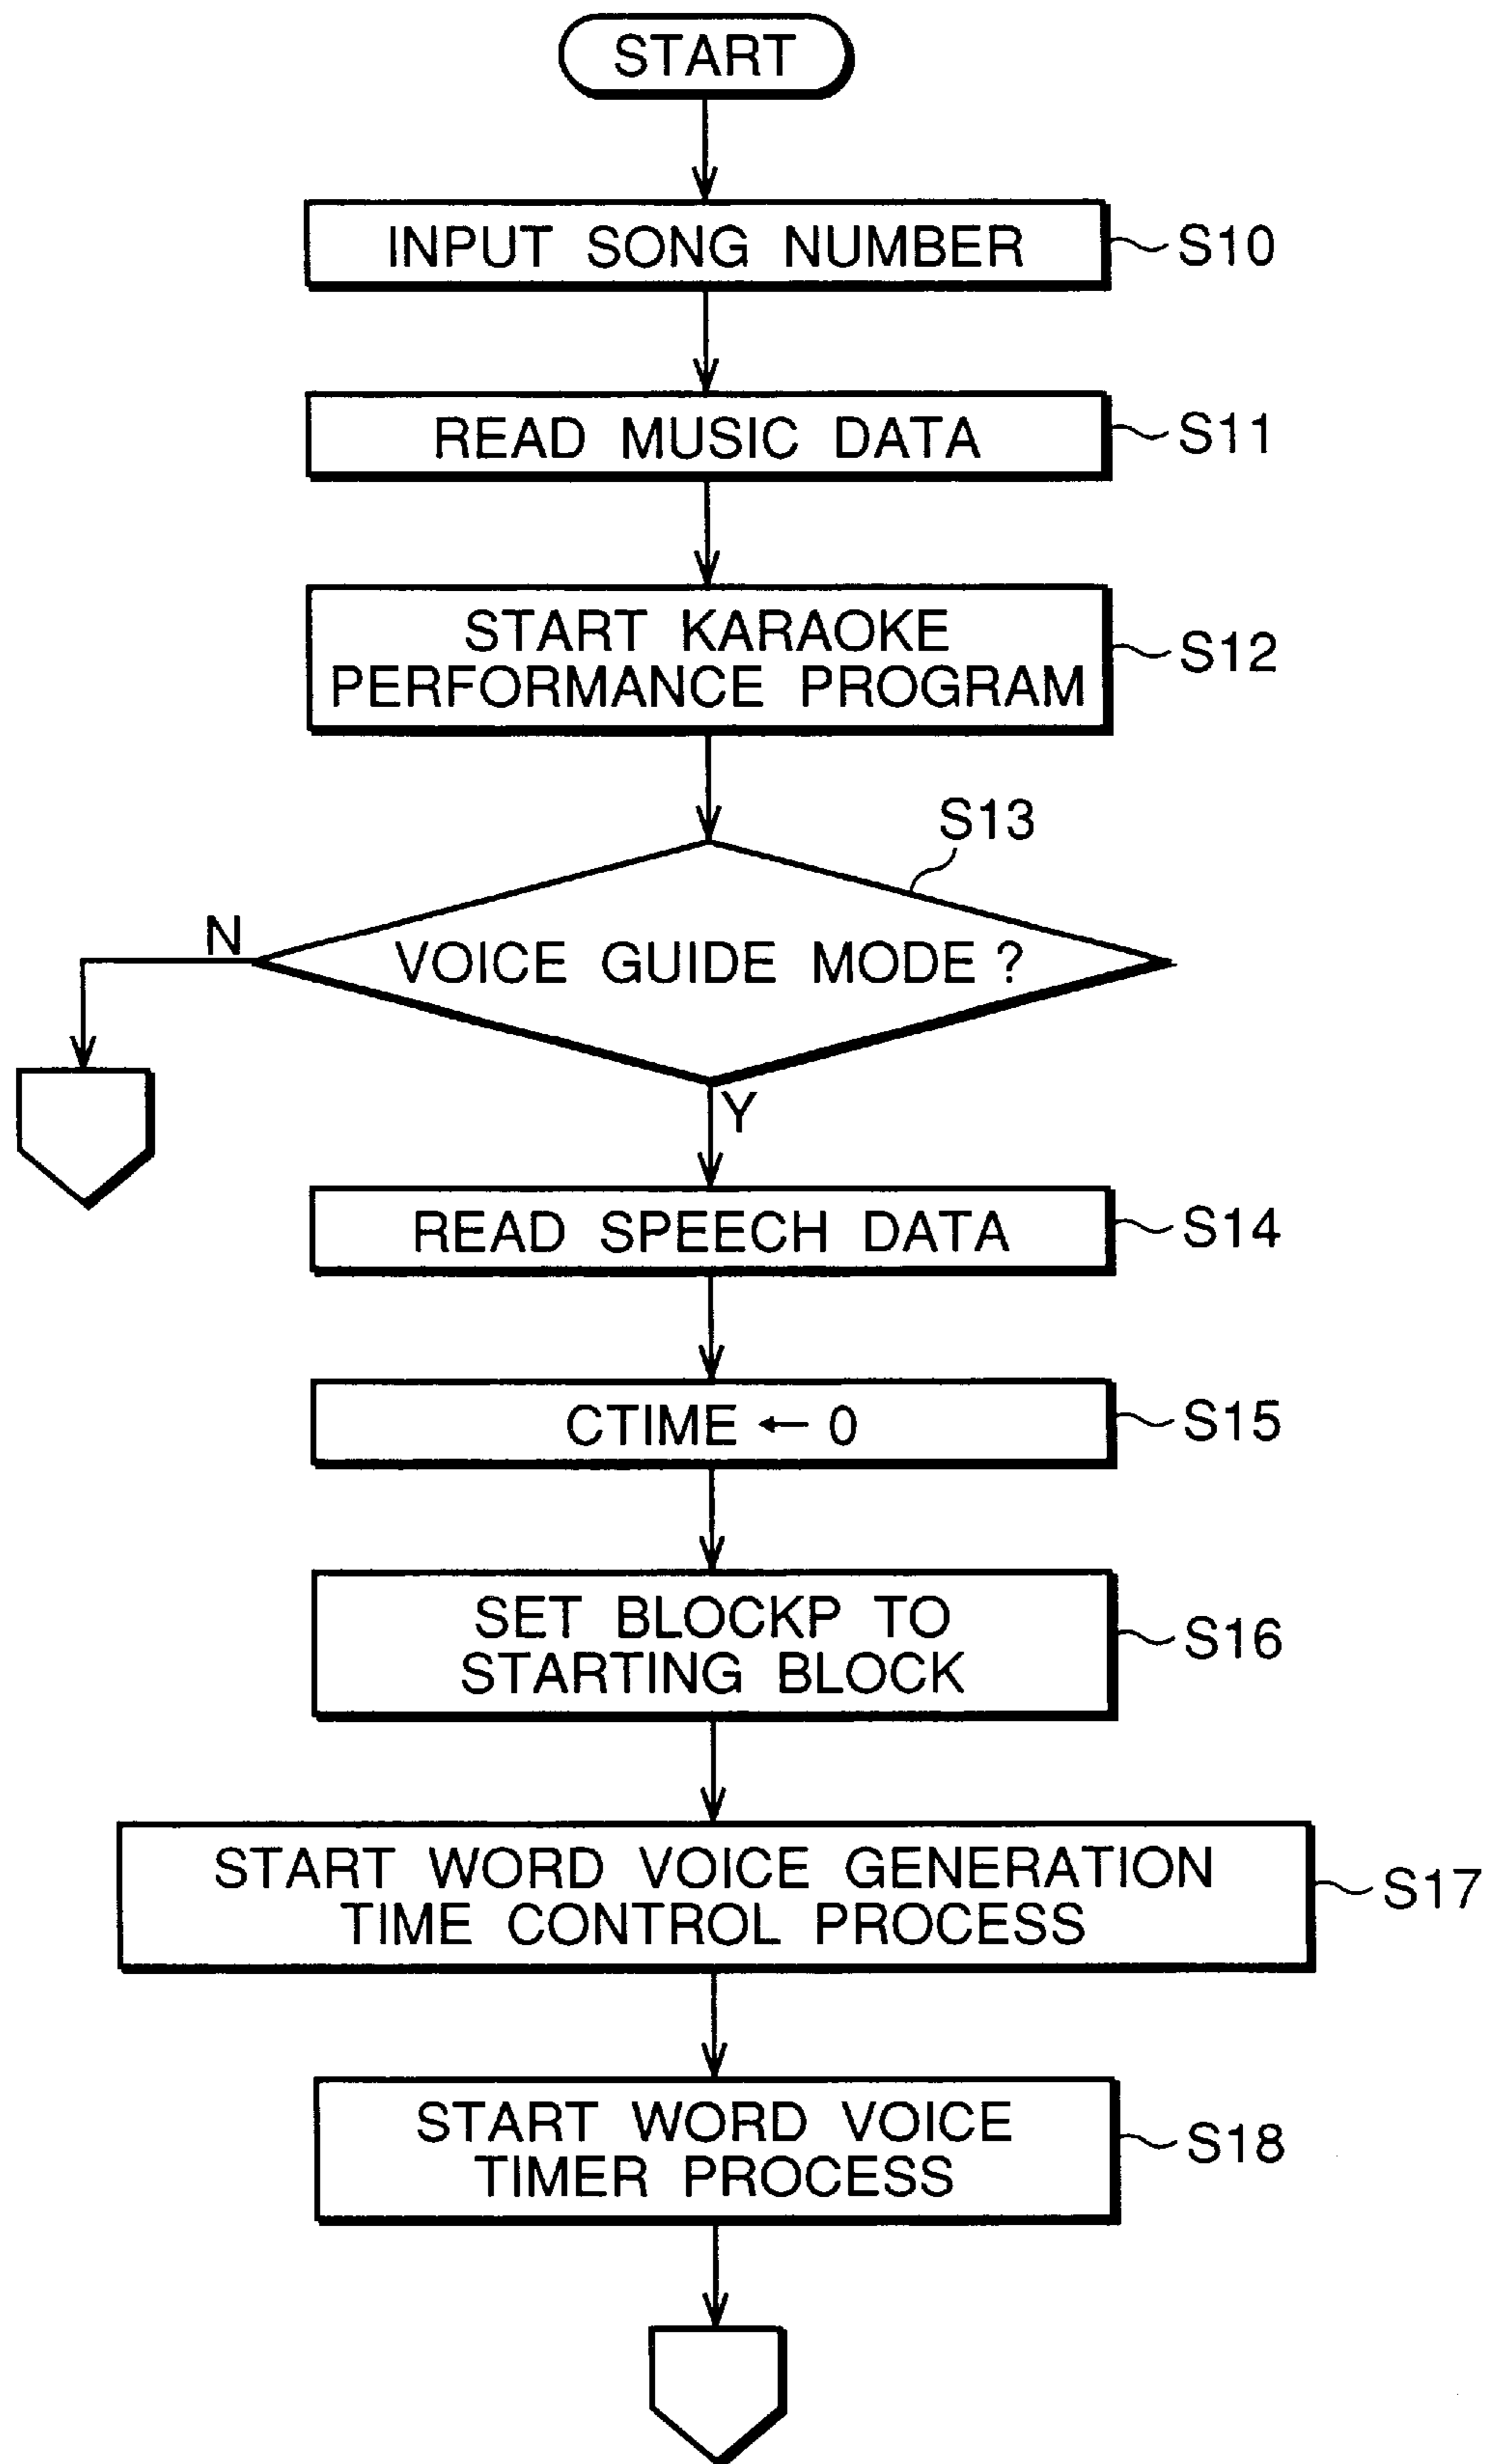 START
INPUT SONG NUMBER
S10
READ MUSIC DATA
S11
START KARAOKE
PERFORMANCE PROGRAM
S12
S13
N
VOICE GUIDE MODE ?
Y
READ SPEECH DATA
S14
CTIME ← 0
S15
SET BLOCKP TO
STARTING BLOCK
S16
START WORD VOICE GENERATION
TIME CONTROL PROCESS
S17
START WORD VOICE
TIMER PROCESS
S18